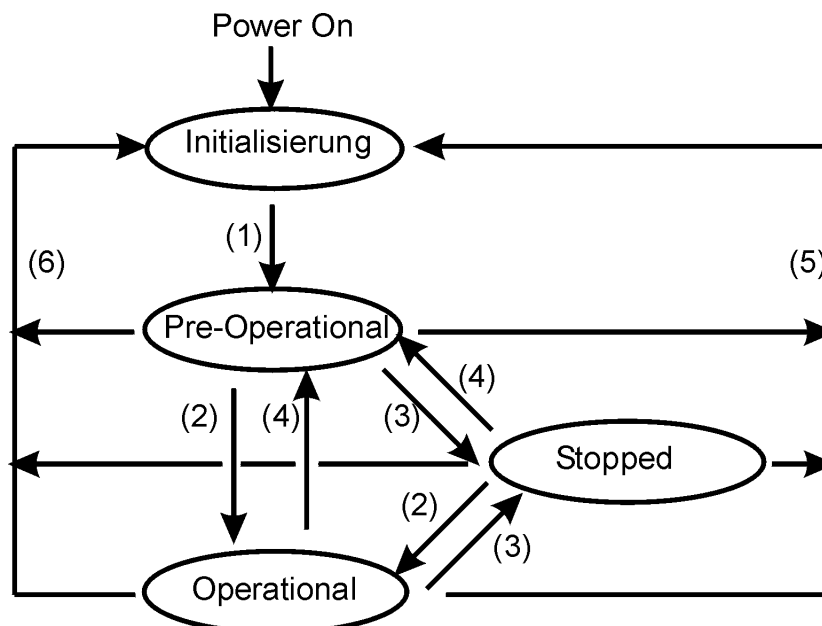 Power On
Initialisierung
(1)
(6)
(5)
Pre-Operational
(2)
(4)
(3)
(4)
Stopped
(2)
(3)
Operational